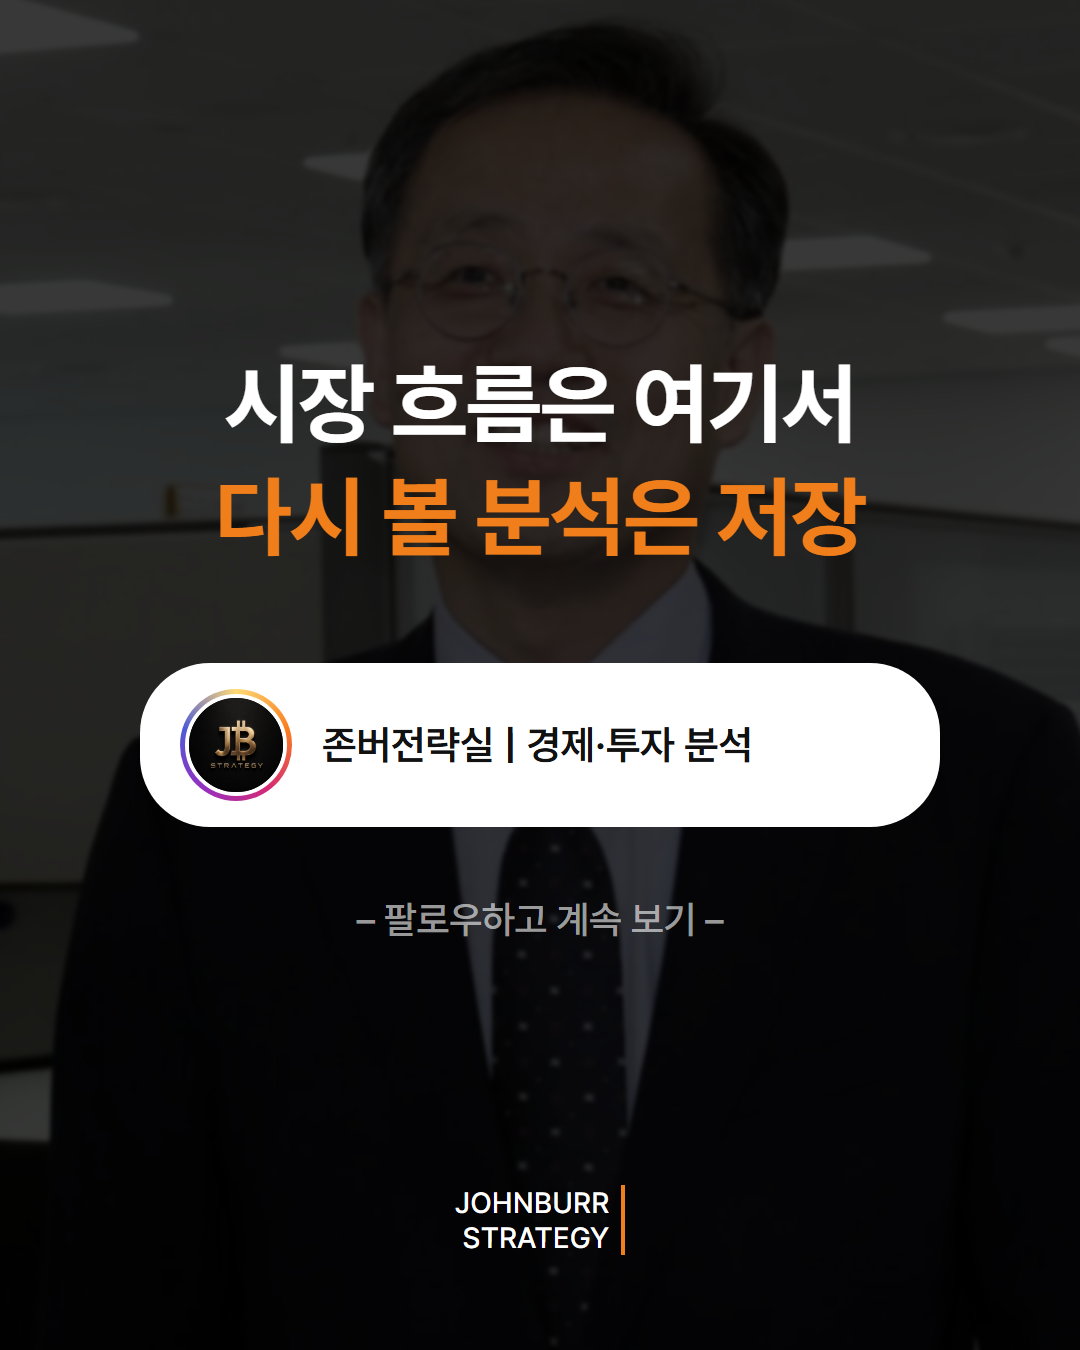 시장 흐름은 여기서
다시 볼 분석은 저장
JB
STRATEGY
존버전략실 | 경제·투자 분석
– 팔로우하고 계속 보기 –
JOHNBURR
STRATEGY